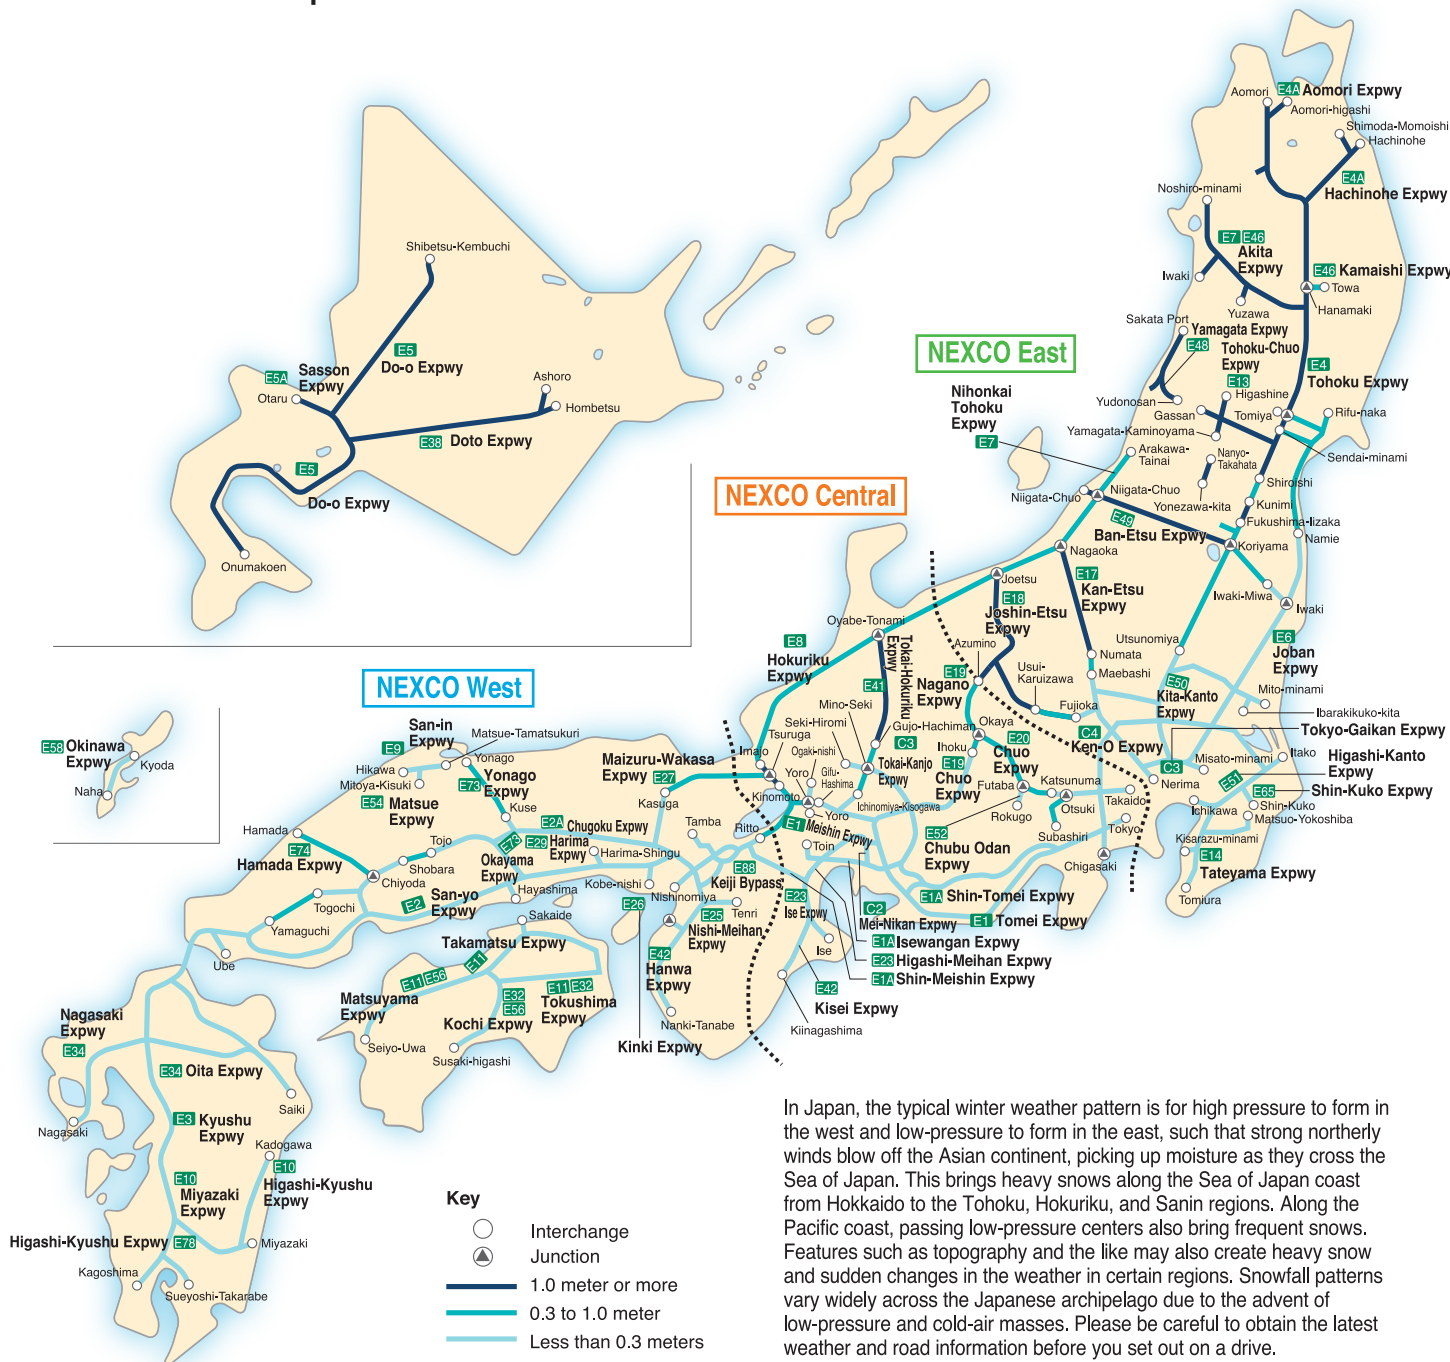 E4A Aomori Expwy
Aomori
Aomori-higashi
Shimoda-Momoishi
Hachinohe
E4A
Hachinohe Expwy
Noshiro-minami
E7 E46
Akita
Expwy
Iwaki
Yuzawa
E46 Kamaishi Expwy
Towa
Hanamaki
Sakata Port
Yamagata Expwy
E48
Tohoku-Chuo
Expwy
E13
Higashine
E4
Tohoku Expwy
Yudonosan
Gassan
Tomiya
Rifu-naka
Yamagata-Kaminoyama
Sendai-minami
Nanyo-
Takahata
Yonezawa-kita
Shiroishi
Kunimi
Fukushima-Iizaka
Koriyama
Namie
Iwaki-Miwa
Iwaki
E6
Joban
Expwy
NEXCO East
Nihonkai
Tohoku
Expwy
E7
Arakawa-
Tainai
Niigata-Chuo
Niigata-Chuo
E49
Ban-Etsu Expwy
Nagaoka
E17
Kan-Etsu
Expwy
Utsunomiya
Numata
Maebashi
E50
Kita-Kanto
Expwy
Mito-minami
Ibarakikuko-kita
Tokyo-Gaikan Expwy
Itako
Higashi-Kanto
Expwy
E51
E65
Shin-Kuko Expwy
Shin-Kuko
Matsuo-Yokoshiba
Misato-minami
C3
Nerima
Ichikawa
Kisarazu-minami
E14
Tateyama Expwy
Tomiura
Shibetsu-Kembuchi
E5
Do-o Expwy
E5A
Sasson
Expwy
Otaru
Ashoro
Hombetsu
E38 Doto Expwy
E5
Do-o Expwy
Onumakoen
NEXCO Central
Joetsu
E18
Joshin-Etsu
Expwy
Azumino
Usui-
Karuizawa
Fujioka
C4
Ken-O Expwy
Oyabe-Tonami
Tokai-Hokuriku
Expwy
E8
Hokuriku
Expwy
E41
E19
Nagano
Expwy
Okaya
E20
Chuo
Expwy
Mino-Seki
Seki-Hiromi
Gujo-Hachiman
C3
Tokai-Kanjo
Expwy
Ihoku
E19
Chuo
Expwy
Futaba
Katsunuma
Rokugo
Otsuki
Subashiri
Takaido
Tokyo
Chigasaki
E52
Chubu Odan
Expwy
Imajo
Tsuruga
Ogaki-nishi
Yoro
Gifu-
Hashima
Kinomoto
Yoro
Ichinomiya-Kisogawa
E1
Meishin Expwy
Toin
E1A Shin-Tomei Expwy
E1 Tomei Expwy
C2
Mei-Nikan Expwy
E1A Isewangan Expwy
E23 Higashi-Meihan Expwy
E1A Shin-Meishin Expwy
E23
Ise Expwy
Ise
E42
Kisei Expwy
Kiinagashima
NEXCO West
E58 Okinawa
Expwy
Kyoda
Naha
San-in
Expwy
E9
Matsue-Tamatsukuri
Yonago
Hikawa
Mitoya-Kisuki
E54
Matsue
Expwy
E73
Yonago
Expwy
Kuse
Maizuru-Wakasa
Expwy
E27
Kasuga
Tamba
Ritto
E2A Chugoku Expwy
E29 Harima
Expwy
Harima-Shingu
Hamada
E74
Hamada Expwy
Tojo
Shobara
Chiyoda
E73
Okayama
Expwy
Hayashima
Kobe-nishi
E26
Nishinomiya
E88
Keiji Bypass
Tenri
E25
Nishi-Meihan
Expwy
E42
Hanwa
Expwy
Nanki-Tanabe
Kinki Expwy
Togochi
E2
San-yo
Expwy
Yamaguchi
Ube
Sakaide
Takamatsu Expwy
E11
E11 E56
Matsuyama
Expwy
E32
E56
Kochi Expwy
E11 E32
Tokushima
Expwy
Seiyo-Uwa
Susaki-higashi
Nagasaki
Expwy
E34
Nagasaki
E34 Oita Expwy
Saiki
E3 Kyushu
Expwy
Kadogawa
E10
Higashi-Kyushu
Expwy
E10
Miyazaki
Expwy
Higashi-Kyushu Expwy E78
Miyazaki
Kagoshima
Sueyoshi-Takarabe
Key
Interchange
Junction
1.0 meter or more
0.3 to 1.0 meter
Less than 0.3 meters
In Japan, the typical winter weather pattern is for high pressure to form in
the west and low-pressure to form in the east, such that strong northerly
winds blow off the Asian continent, picking up moisture as they cross the
Sea of Japan. This brings heavy snows along the Sea of Japan coast
from Hokkaido to the Tohoku, Hokuriku, and Sanin regions. Along the
Pacific coast, passing low-pressure centers also bring frequent snows.
Features such as topography and the like may also create heavy snow
and sudden changes in the weather in certain regions. Snowfall patterns
vary widely across the Japanese archipelago due to the advent of
low-pressure and cold-air masses. Please be careful to obtain the latest
weather and road information before you set out on a drive.